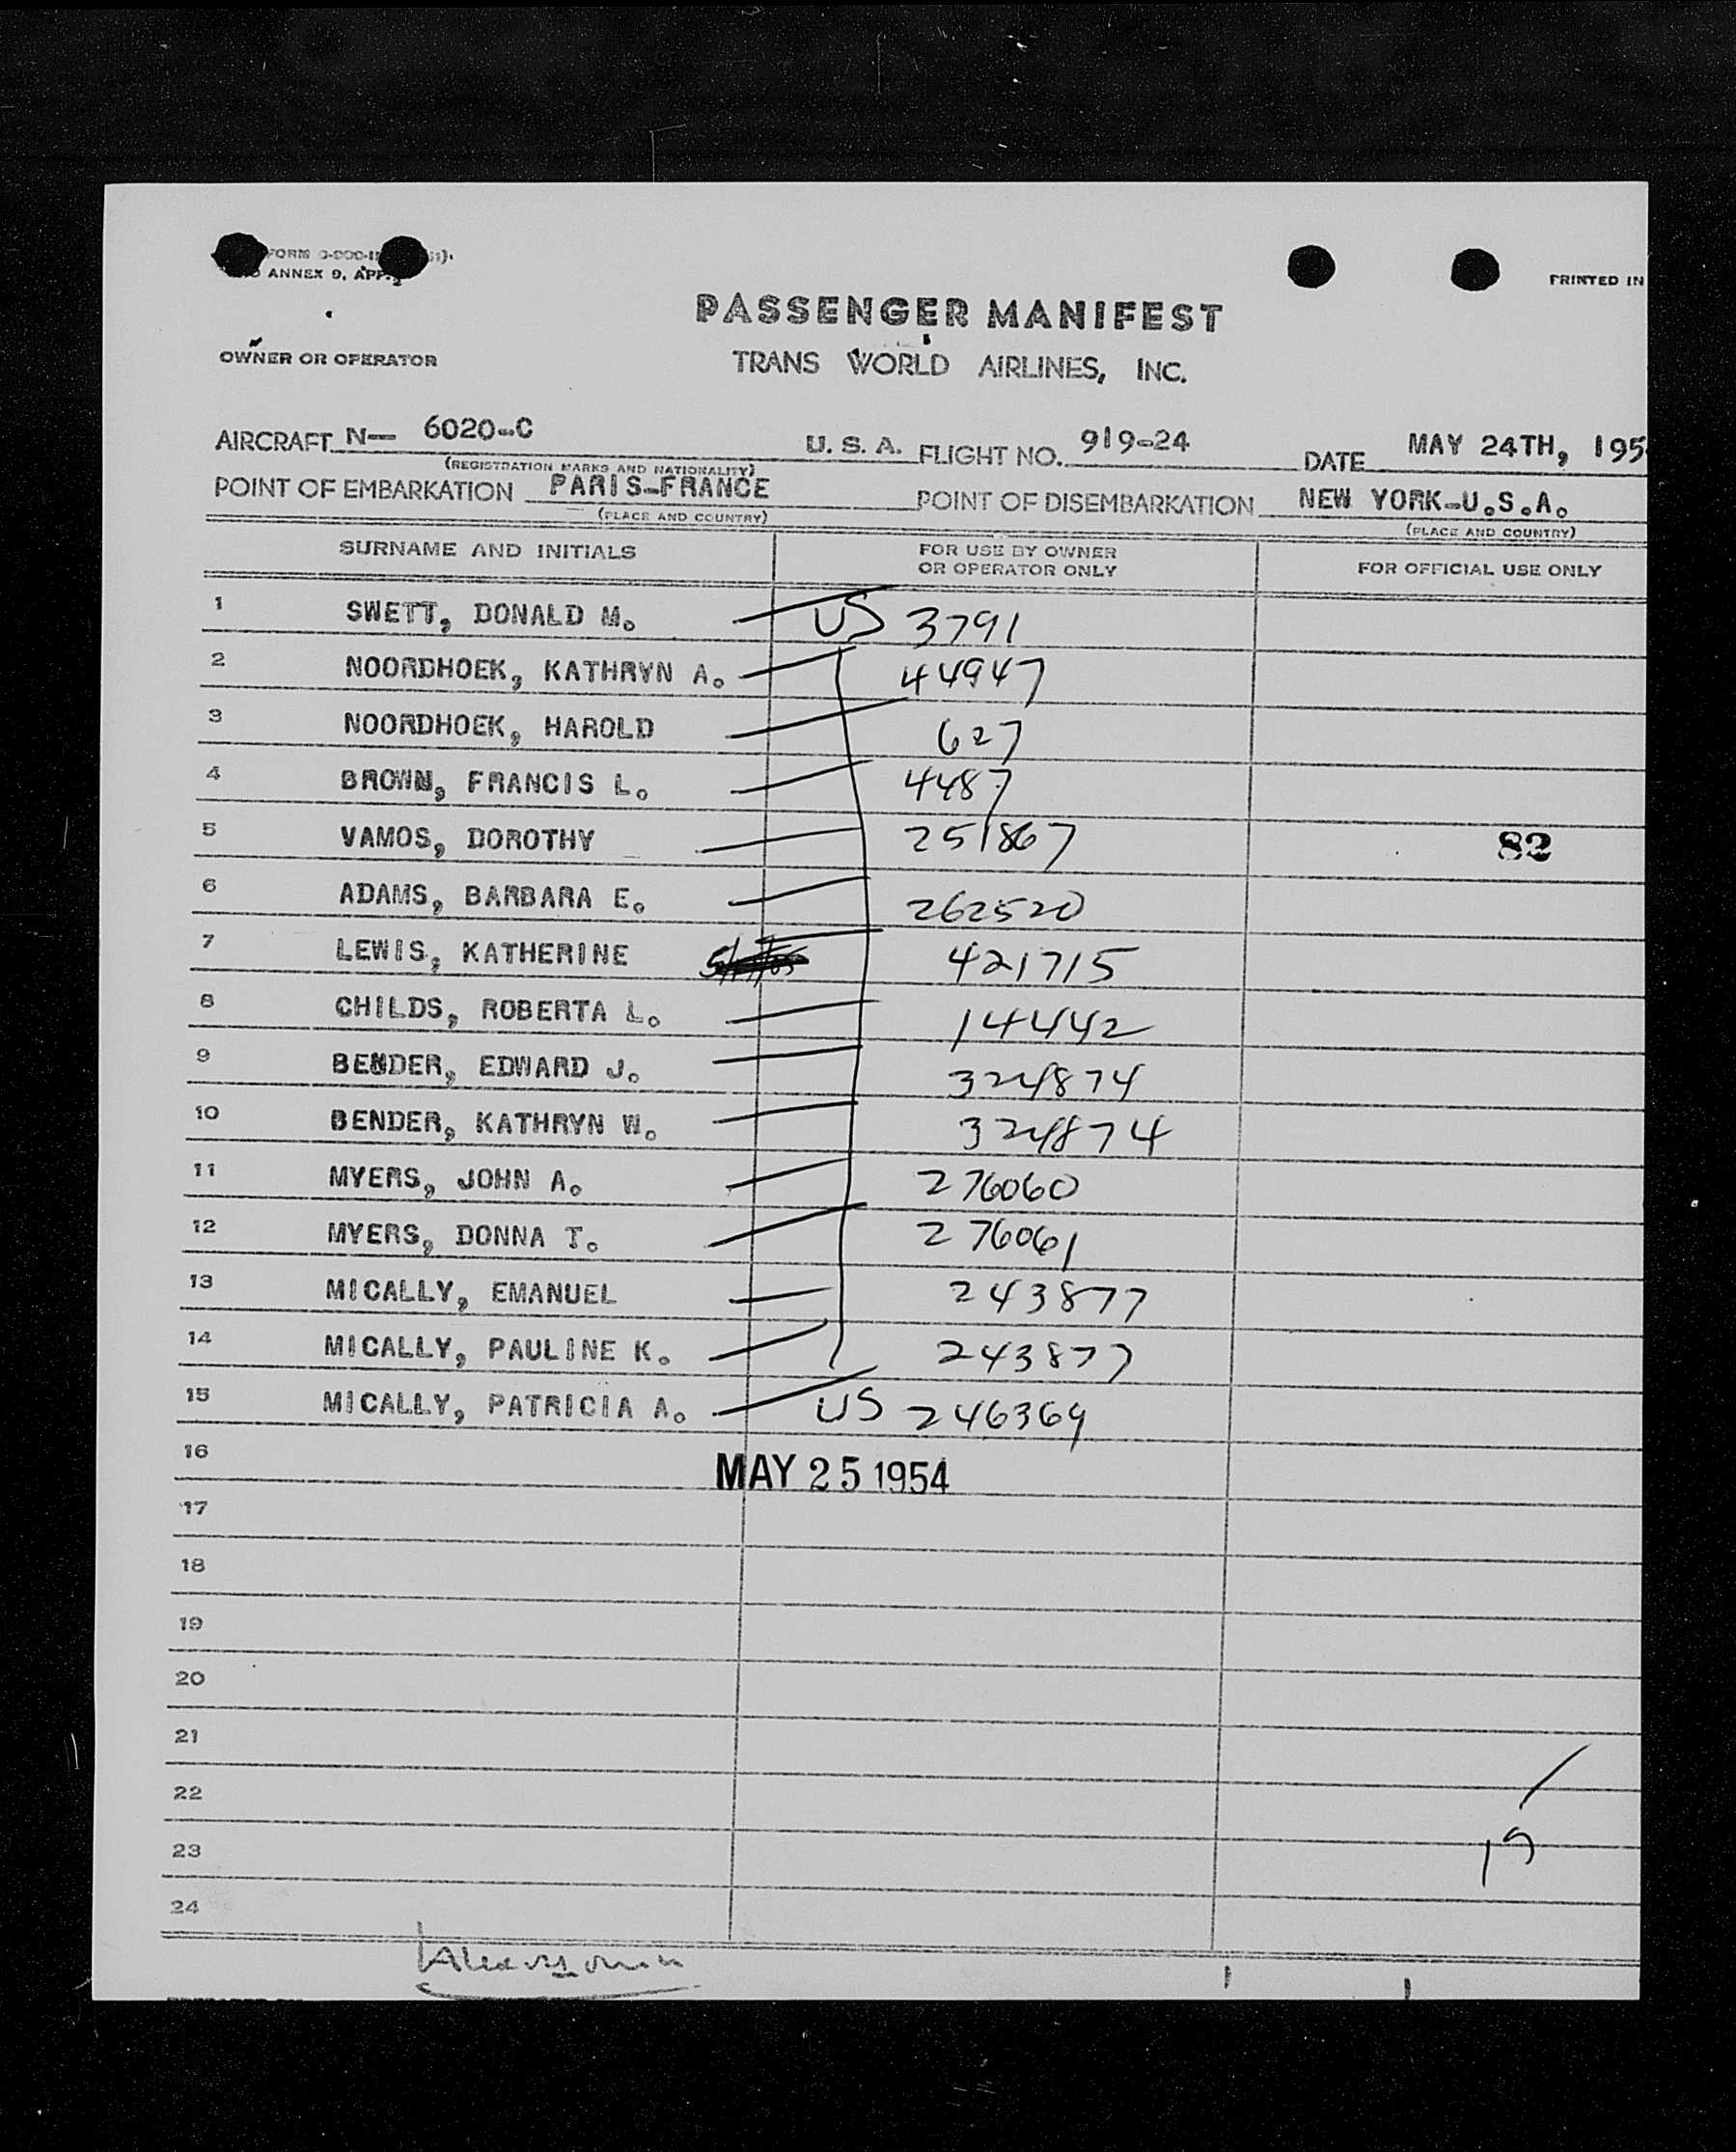 FORM
ANNEX 9, APP. 2
PRINTED IN
PASSENGER MANIFEST
OWNER OR OPERATOR
TRANS WORLD AIRLINES, INC.
AIRCRAFT N— 6020-C U. S. A. FLIGHT NO. 919-24 DATE MAY 24TH, 195
(REGISTRATION MARKS AND NATIONALITY)
POINT OF EMBARKATION PARIS-FRANCE POINT OF DISEMBARKATION NEW YORK-U.S.A.
(PLACE AND COUNTRY) (PLACE AND COUNTRY)
SURNAME AND INITIALS FOR USE BY OWNER OR OPERATOR ONLY FOR OFFICIAL USE ONLY
1 SWETT, DONALD M. US 3791
2 NOORDHOEK, KATHRYN A. 44947
3 NOORDHOEK, HAROLD 627
4 BROWN, FRANCIS L. 4487
5 VAMOS, DOROTHY 251867 82
6 ADAMS, BARBARA E. 262520
7 LEWIS, KATHERINE 421715
8 CHILDS, ROBERTA L. 14442
9 BENDER, EDWARD J. 324874
10 BENDER, KATHRYN W. 324874
11 MYERS, JOHN A. 276060
12 MYERS, DONNA T. 276061
13 MICALLY, EMANUEL 243877
14 MICALLY, PAULINE K. 243877
15 MICALLY, PATRICIA A. US 246369
16
MAY 25 1954
17
18
19
20
21
22
23
24